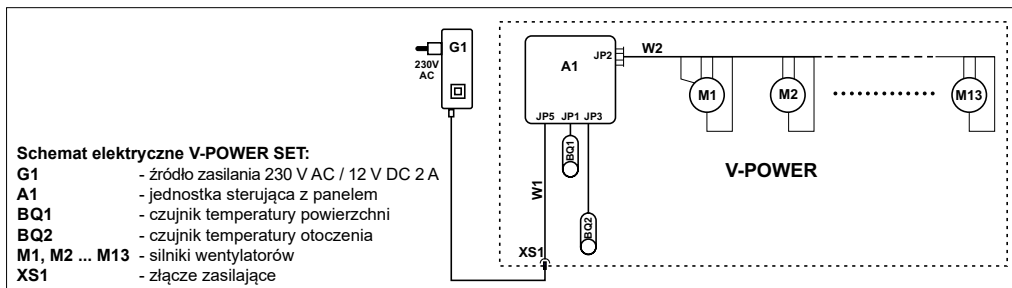 G1
230V
AC
A1
JP2
W2
M1
M2
M13
JP5 JP1 JP3
BQ1
BQ2
W1
XS1
V-POWER
Schemat elektryczne V-POWER SET:
G1 - źródło zasilania 230 V AC / 12 V DC 2 A
A1 - jednostka sterująca z panelem
BQ1 - czujnik temperatury powierzchni
BQ2 - czujnik temperatury otoczenia
M1, M2 ... M13 - silniki wentylatorów
XS1 - złącze zasilające